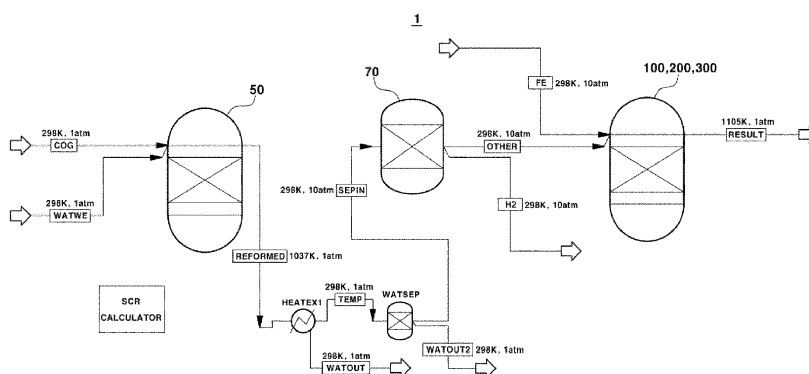 1
50
70
100,200,300
298K, 1atm
COG
298K, 1atm
WATWE
FE
298K, 10atm
298K, 10atm
OTHER
1105K, 1atm
RESULT
298K, 10atm
SEPIN
H2
298K, 10atm
REFORMED
1037K, 1atm
SCR
CALCULATOR
HEATEX1
298K, 1atm
TEMP
WATSEP
298K, 1atm
WATOUT
WATOUT2
298K, 1atm